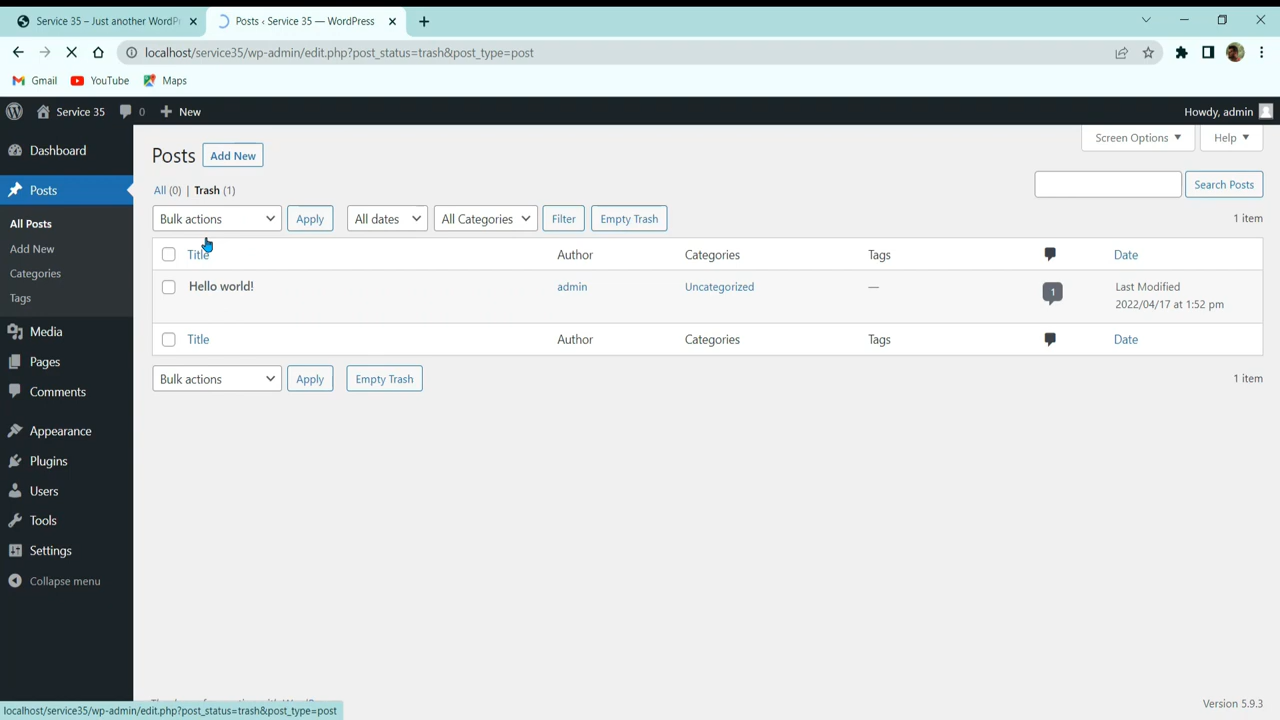 Service 35 – Just another WordPr
Posts ‹ Service 35 — WordPress
localhost/service35/wp-admin/edit.php?post_status=trash&post_type=post
Gmail YouTube Maps
Service 35 0 New Howdy, admin
Screen Options Help
Dashboard
Posts
All Posts
Add New
Categories
Tags
Media
Pages
Comments
Appearance
Plugins
Users
Tools
Settings
Collapse menu
Posts Add New
All (0) | Trash (1)
Search Posts
Bulk actions Apply All dates All Categories Filter Empty Trash 1 item
Title Author Categories Tags Date
Hello world! admin Uncategorized — 1 Last Modified
2022/04/17 at 1:52 pm
Title Author Categories Tags Date
Bulk actions Apply Empty Trash 1 item
Version 5.9.3
localhost/service35/wp-admin/edit.php?post_status=trash&post_type=post